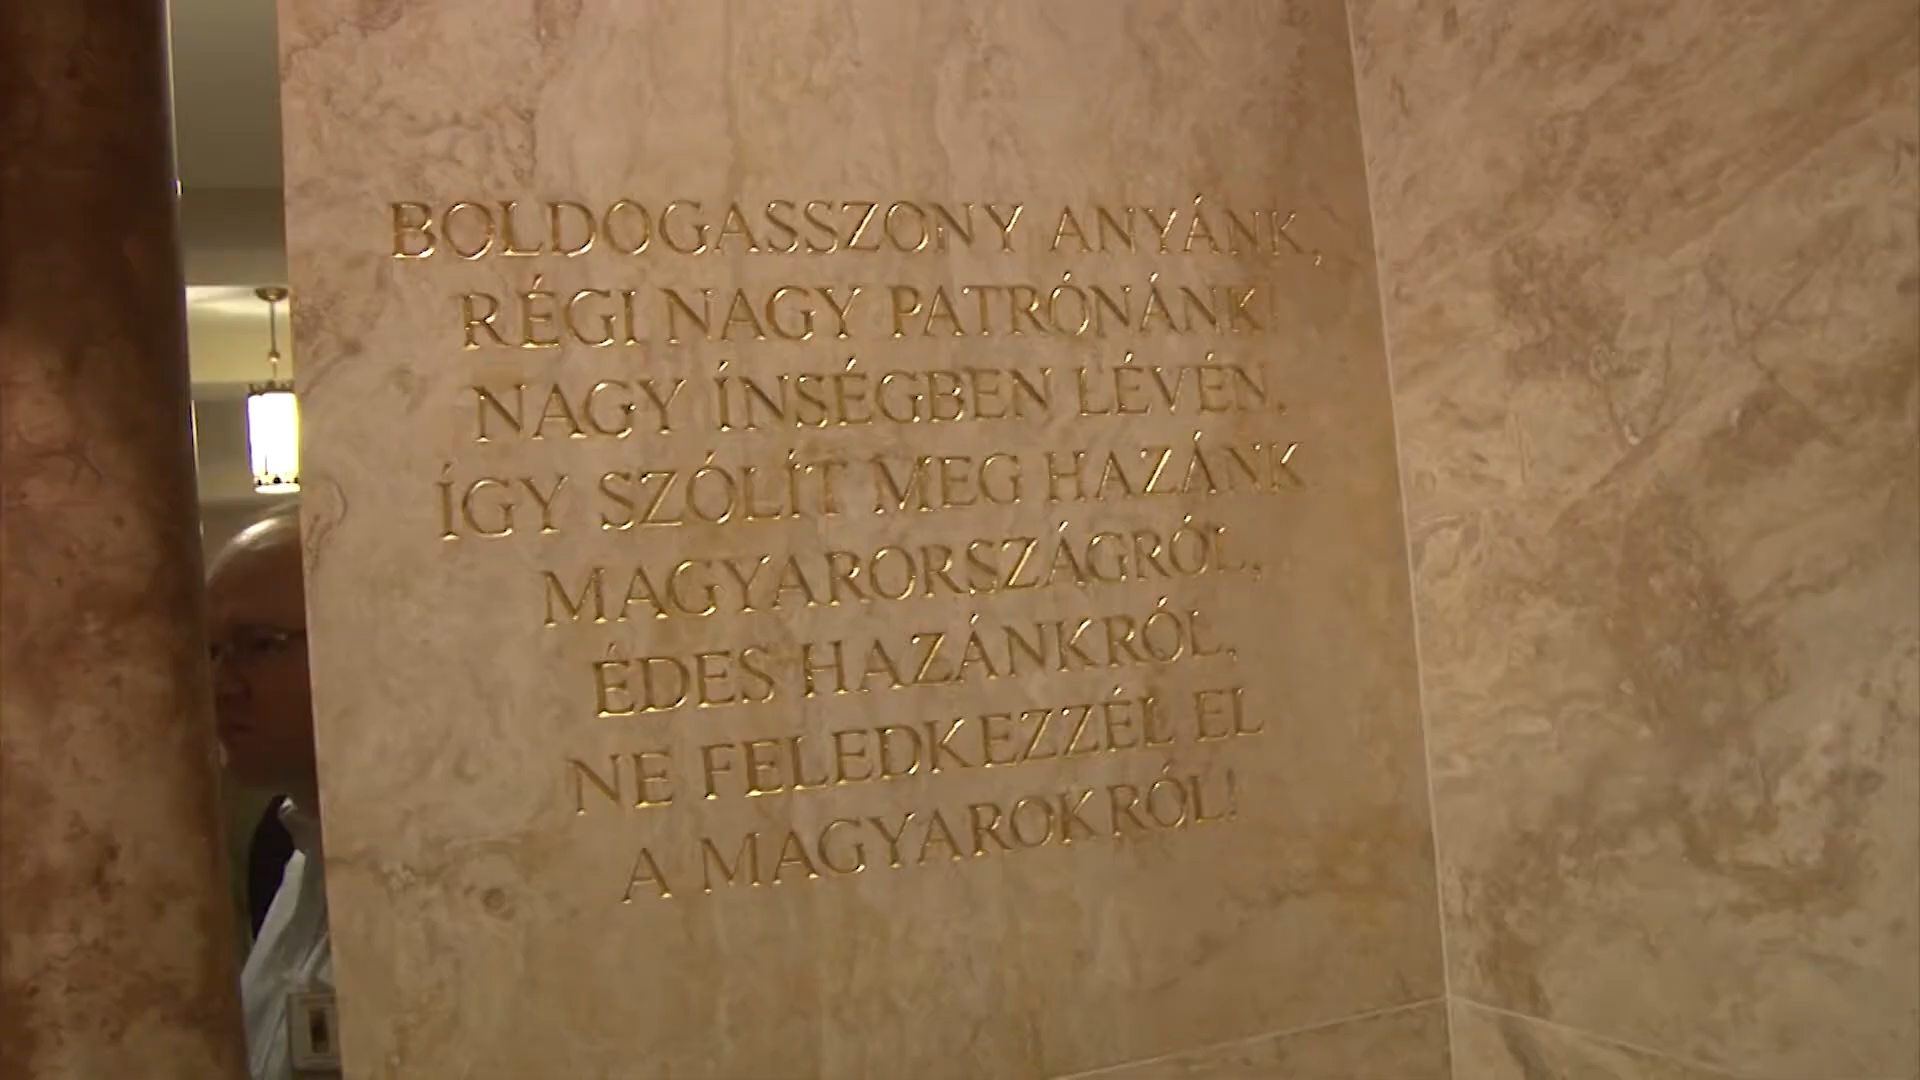 BOLDOGASSZONY ANYÁNK,
RÉGI NAGY PATRÓNÁNK!
NAGY ÍNSÉGBEN LÉVÉN,
ÍGY SZÓLÍT MEG HAZÁNK
MAGYARORSZÁGRÓL,
ÉDES HAZÁNKRÓL,
NE FELEDKEZZÉL EL
A MAGYAROKRÓL!